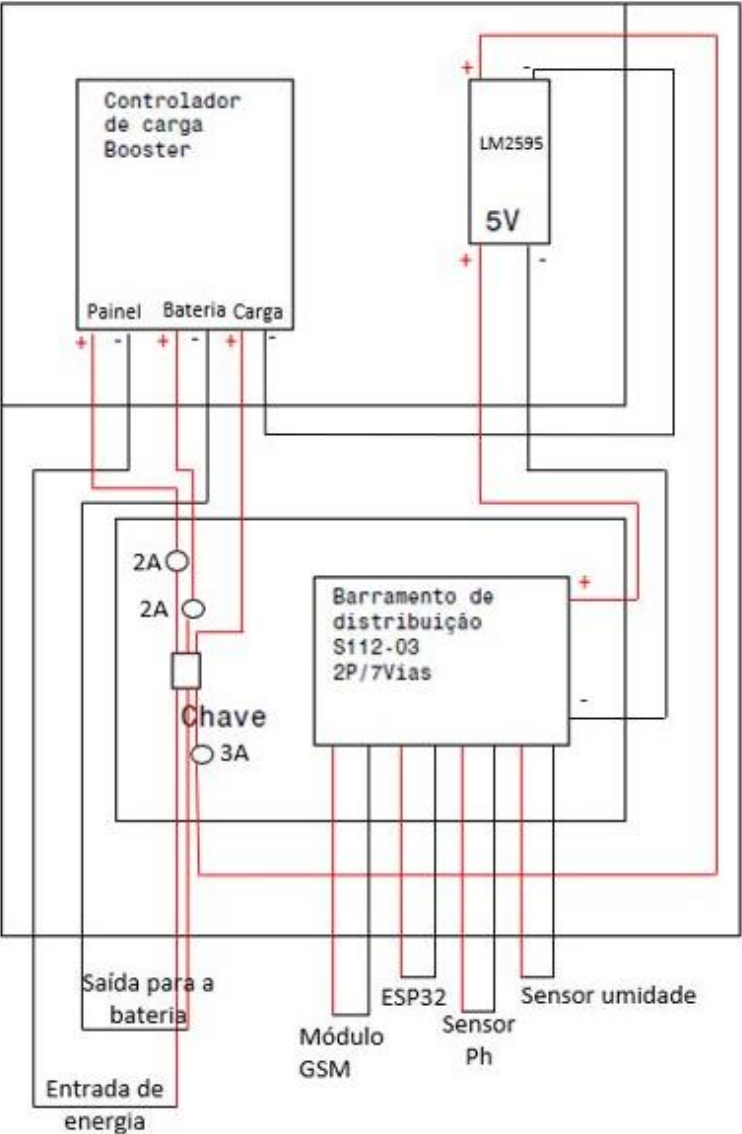 Controlador
de carga
Booster
Painel
Bateria
Carga
+
-
+
-
+
-
+
-
LM2595
5V
+
-
2A
2A
Chave
3A
Barramento de
distribuição
S112-03
2P/7Vias
+
-
Saída para a
bateria
Entrada de
energia
Módulo
GSM
ESP32
Sensor
Ph
Sensor umidade